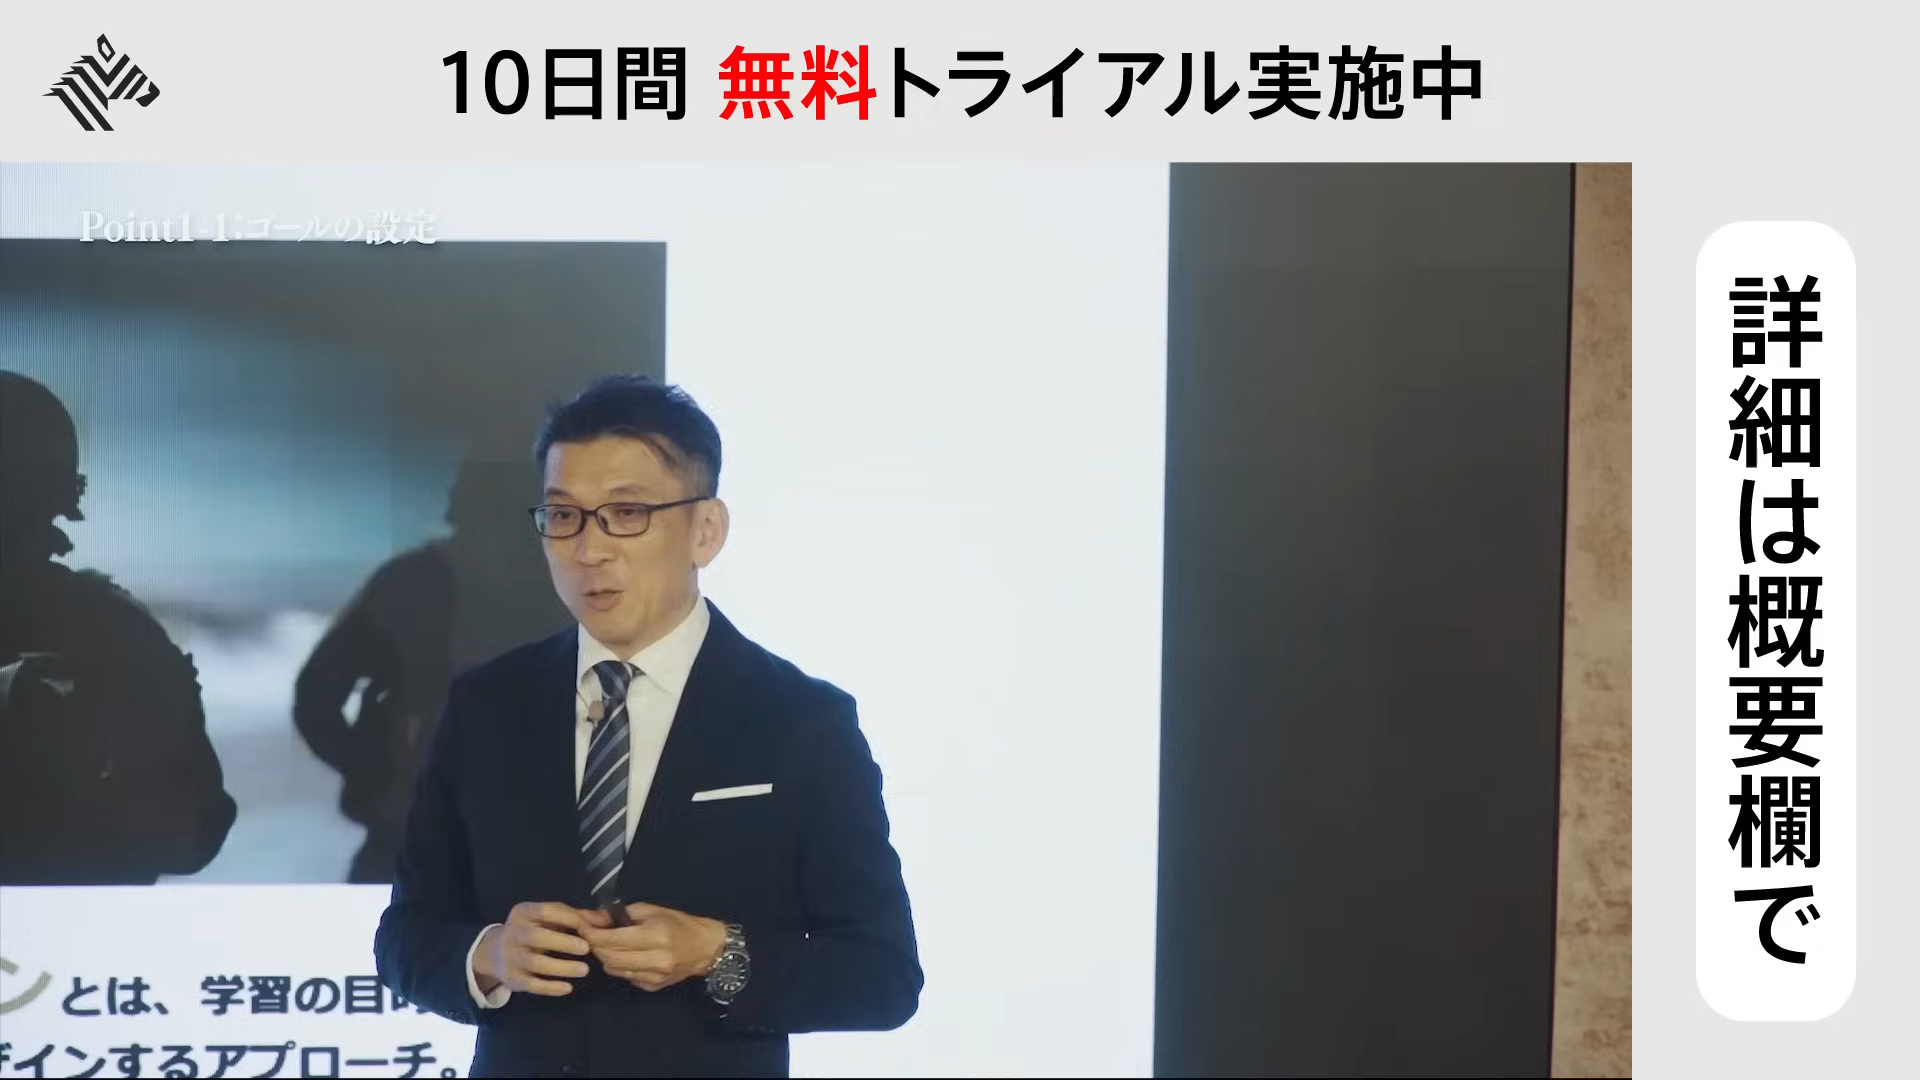 10日間 無料トライアル実施中
Point1-1:ゴールの設定
詳細は概要欄で
ン とは、学習の目
ザインするアプローチ。